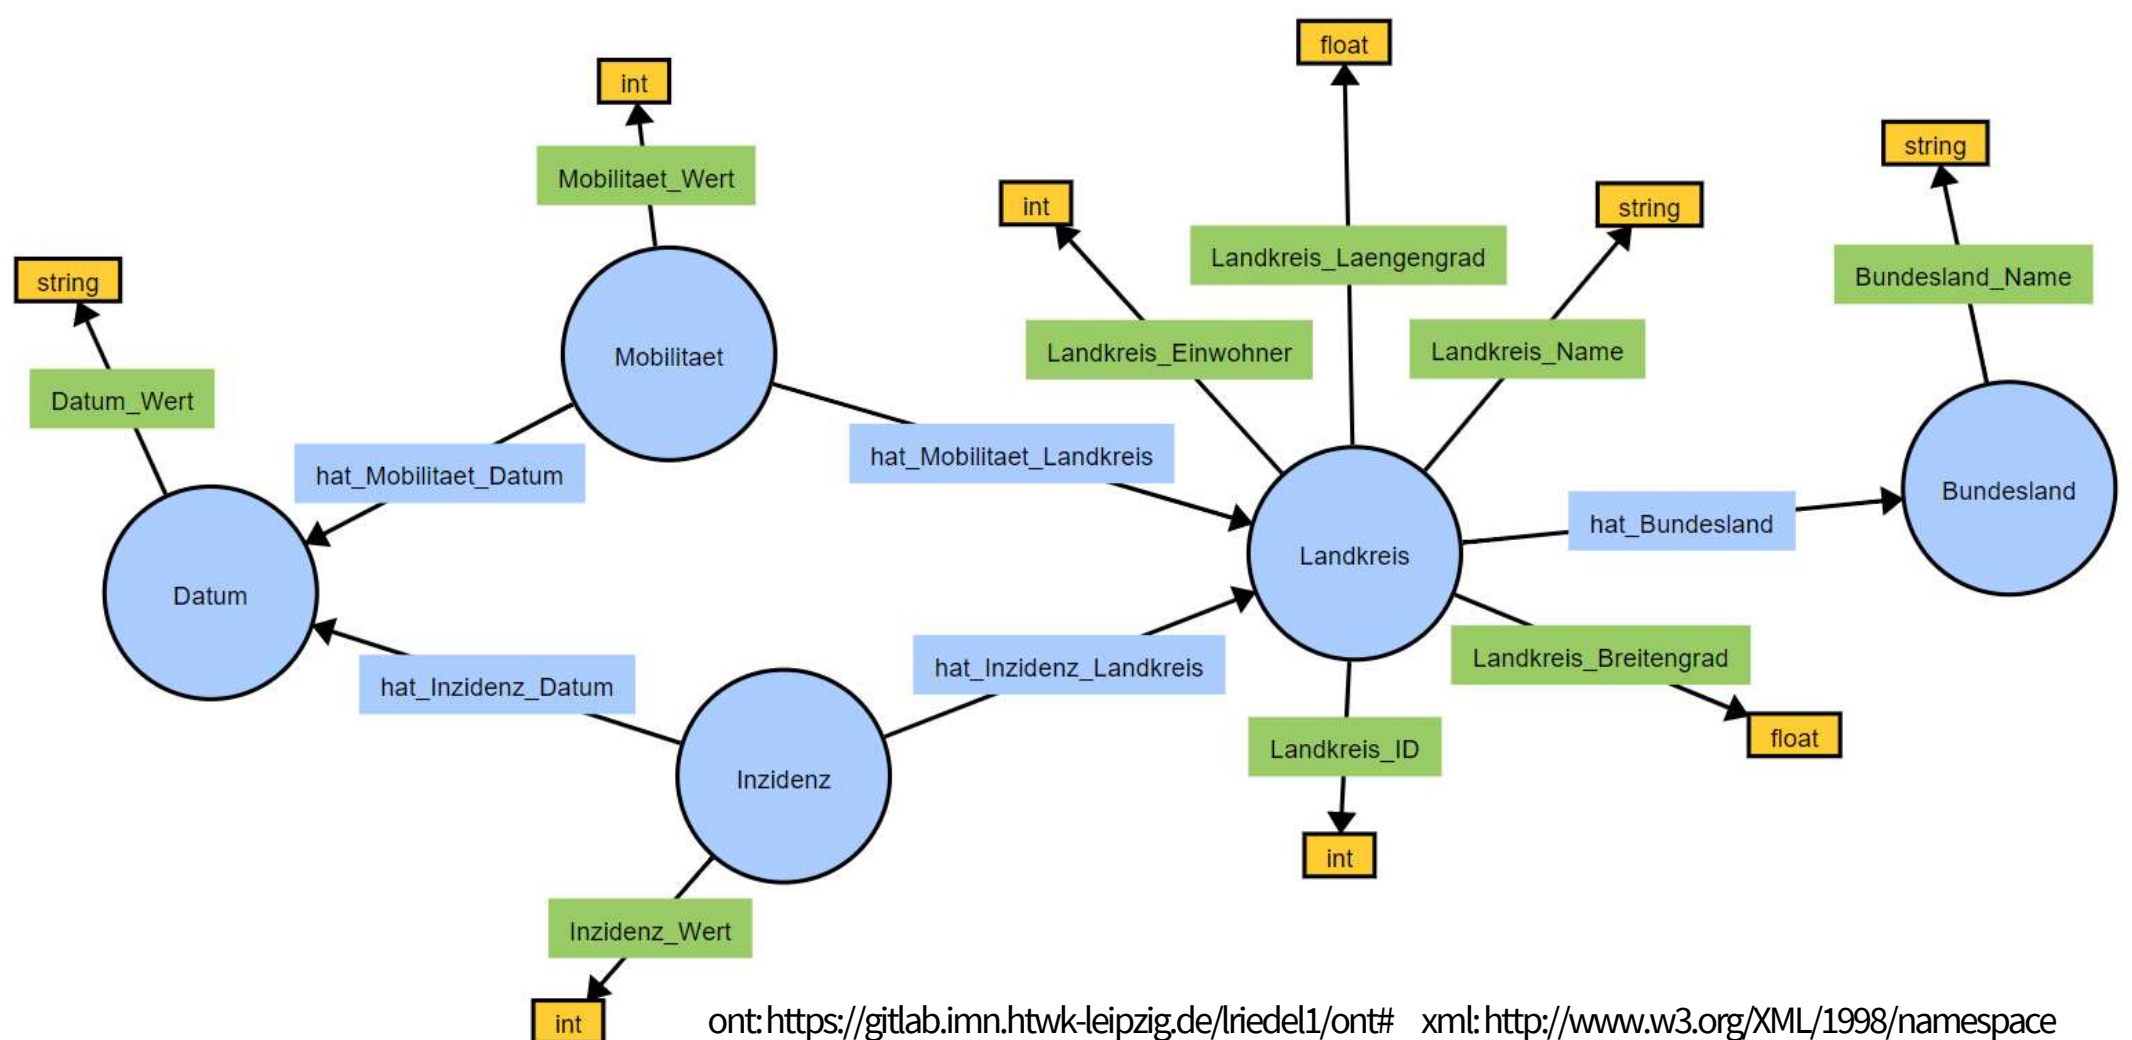 float
int
string
Mobilitaet_Wert
int
string
Landkreis_Laengengrad
Bundesland_Name
string
Landkreis_Einwohner
Landkreis_Name
Mobilitaet
Datum_Wert
hat_Mobilitaet_Datum
hat_Mobilitaet_Landkreis
Bundesland
hat_Bundesland
Landkreis
Datum
hat_Inzidenz_Datum
hat_Inzidenz_Landkreis
Landkreis_Breitengrad
Landkreis_ID
float
Inzidenz
int
Inzidenz_Wert
int
ont: https://gitlab.imn.htwk-leipzig.de/lriedel1/ont# xml: http://www.w3.org/XML/1998/namespace